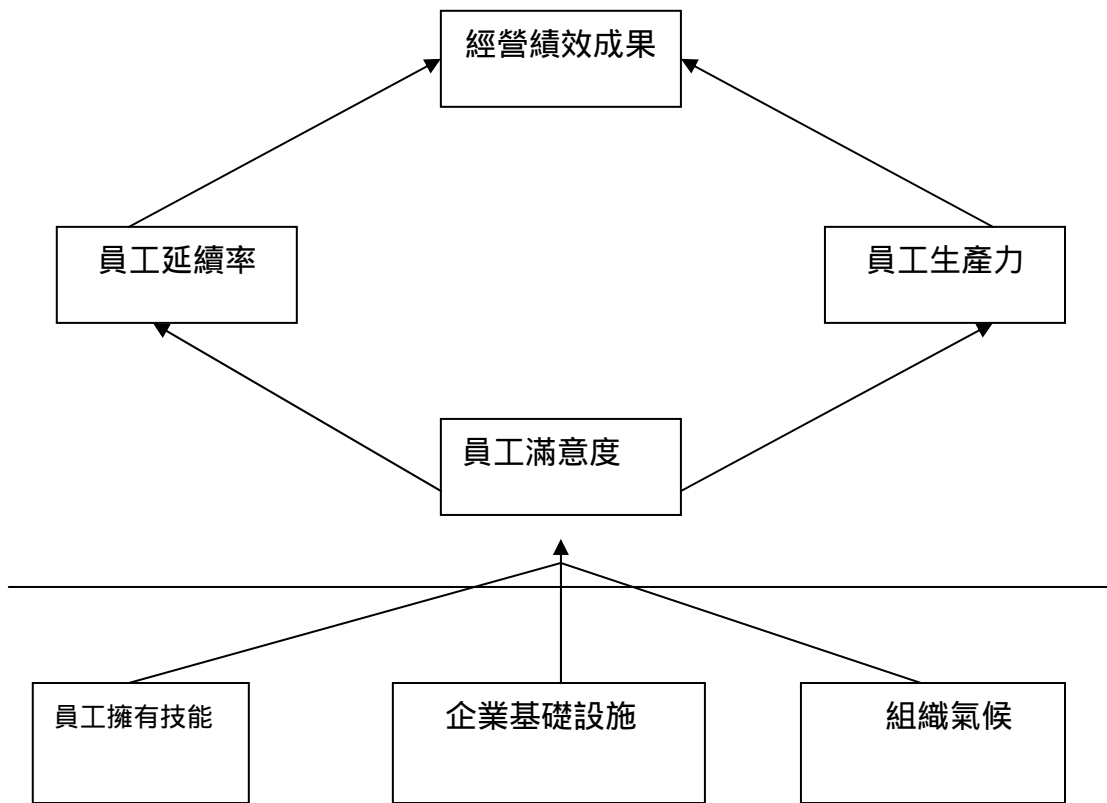 經營績效成果
員工延續率
員工生產力
員工滿意度
員工擁有技能
企業基礎設施
組織氣候